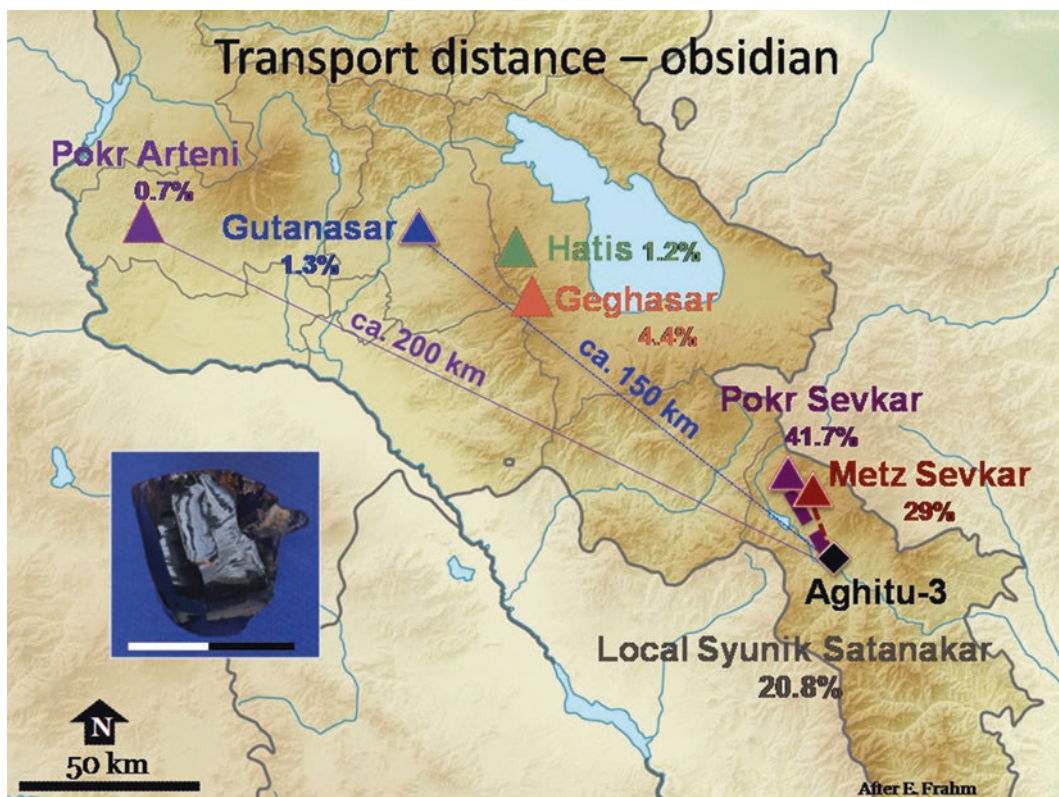 Transport distance – obsidian
Pokr Arteni
0.7%
Gutanasar
1.3%
Hatis 1.2%
Geghasar
4.4%
ca. 200 km
ca. 150 km
Pokr Sevkar
41.7%
Metz Sevkar
29%
Aghitu-3
Local Syunik Satanakar
20.8%
N
50 km
After E. Frahm